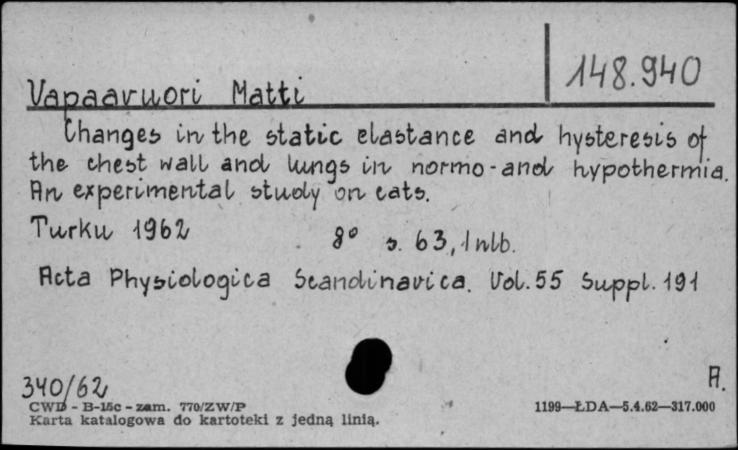 148.940
Vapaavuori Matti
Changes in the static elastance and hysteresis of
the chest wall and lungs in normo-and hypothermia.
An experimental study on cats.
Turku 1962 8° s. 63, 1 nlb.
Acta Physiologica Scandinavica. Vol. 55 Suppl. 191
340/62 A.
CWD - B-15c - zam. 770/ZW/P 1199—ŁDA—5.4.62—317.000
Karta katalogowa do kartoteki z jedną linią.